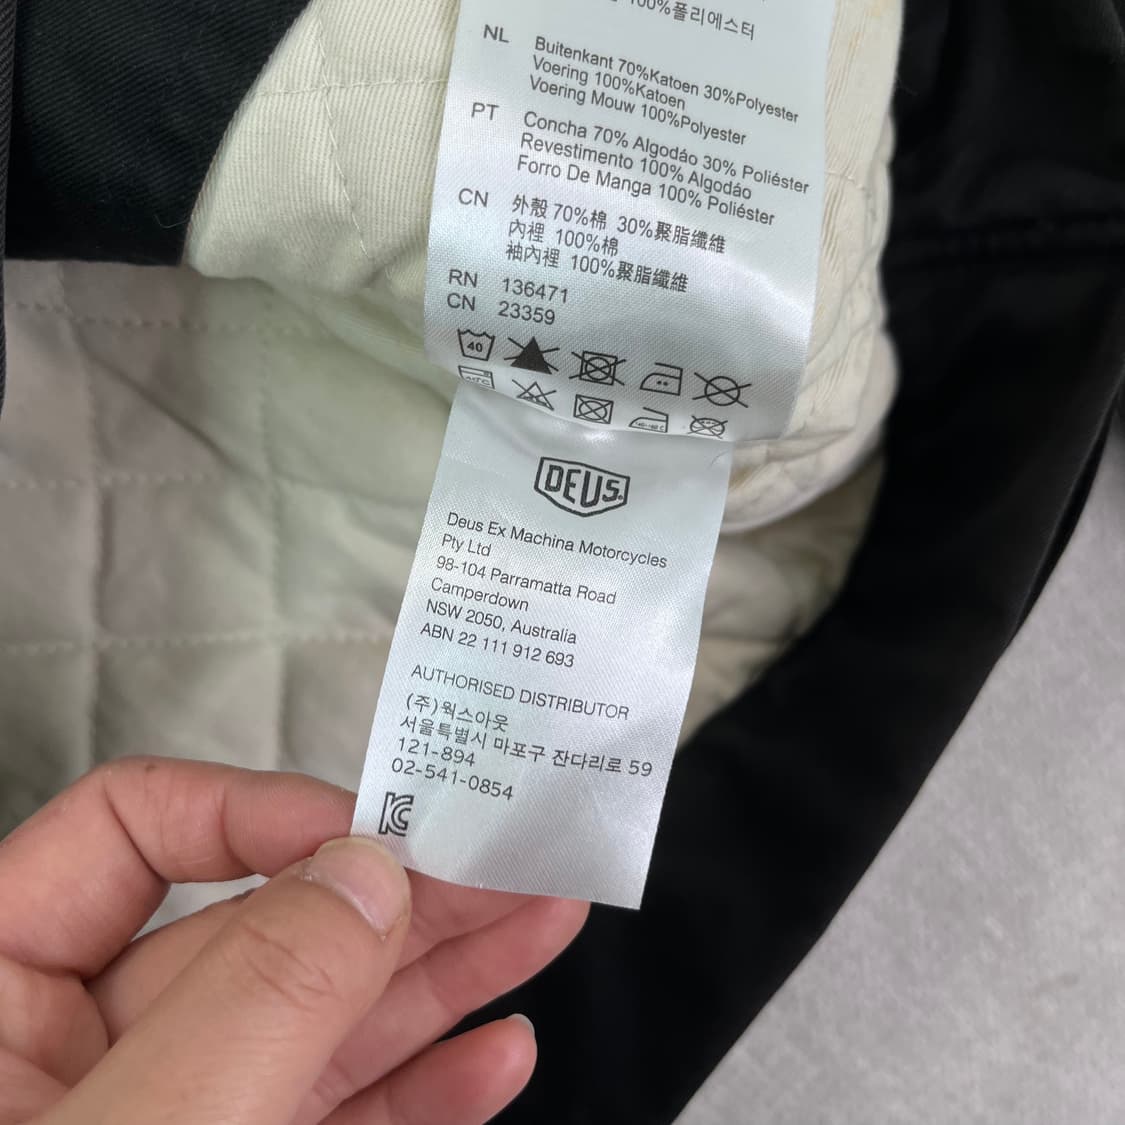 100%폴리에스터
NL Buitenkant 70%Katoen 30%Polyester
Voering 100%Katoen
Voering Mouw 100%Polyester
PT Concha 70% Algodáo 30% Poliéster
Revestimento 100% Algodáo
Forro De Manga 100% Poliéster
CN 外殼 70%棉 30%聚脂纖維
內裡 100%棉
袖內裡 100%聚脂纖維
RN 136471
CN 23359
40
DEUS.
Deus Ex Machina Motorcycles
Pty Ltd
98-104 Parramatta Road
Camperdown
NSW 2050, Australia
ABN 22 111 912 693
AUTHORISED DISTRIBUTOR
(주)웍스아웃
서울특별시 마포구 잔다리로 59
121-894
02-541-0854